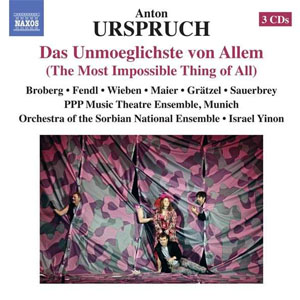 NAXOS
Anton
URSPRUCH
3 CDs
Das Unmoeglichste von Allem
(The Most Impossible Thing of All)
Broberg • Fendl • Wieben • Maier • Grätzel • Sauerbrey
PPP Music Theatre Ensemble, Munich
Orchestra of the Sorbian National Ensemble • Israel Yinon